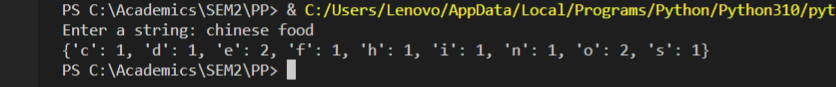 PS C:\Academics\SEM2\PP> & C:/Users/Lenovo/AppData/Local/Programs/Python/Python310/pyt
Enter a string: chinese food
{'c': 1, 'd': 1, 'e': 2, 'f': 1, 'h': 1, 'i': 1, 'n': 1, 'o': 2, 's': 1}
PS C:\Academics\SEM2\PP>